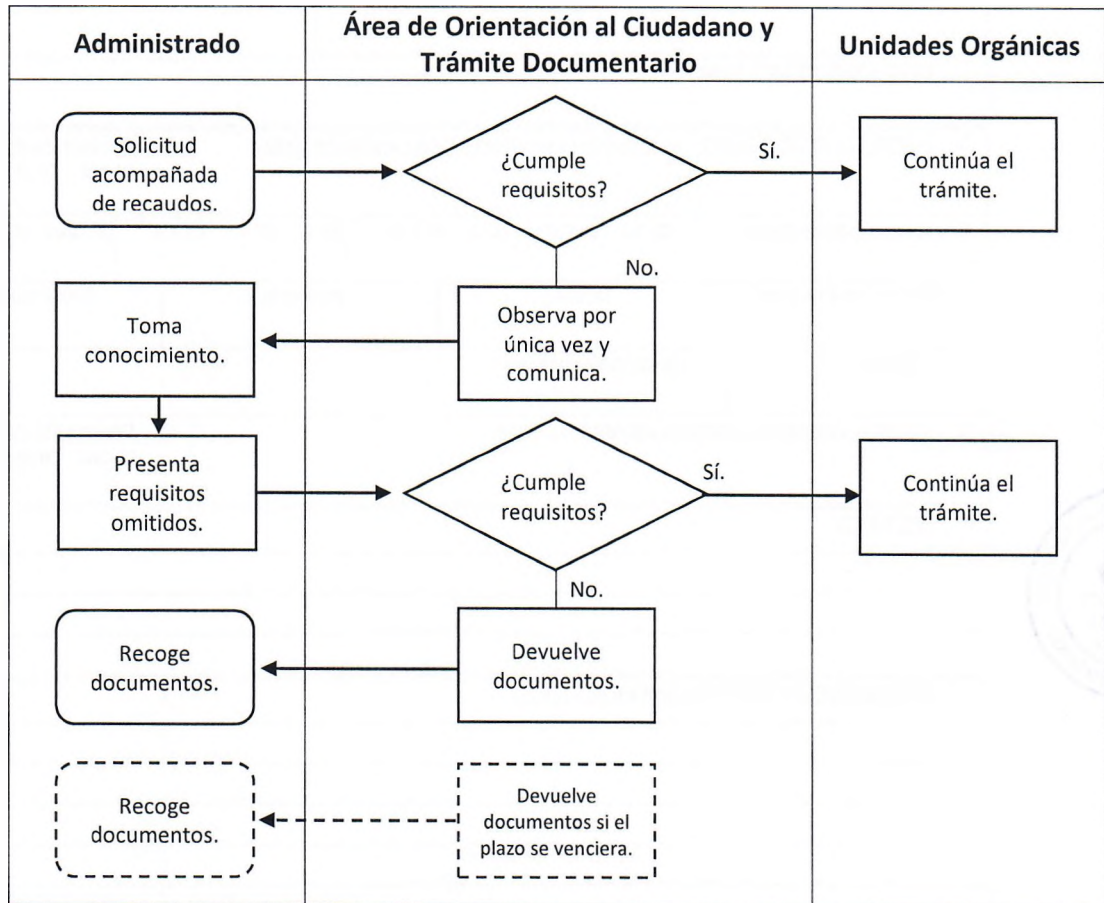 Administrado
Área de Orientación al Ciudadano y
Trámite Documentario
Unidades Orgánicas
Solicitud
acompañada
de recaudos.
¿Cumple
requisitos?
Sí.
Continúa el
trámite.
No.
Toma
conocimiento.
Observa por
única vez y
comunica.
Presenta
requisitos
omitidos.
¿Cumple
requisitos?
Sí.
Continúa el
trámite.
No.
Recoge
documentos.
Devuelve
documentos.
Recoge
documentos.
Devuelve
documentos si el
plazo se venciera.